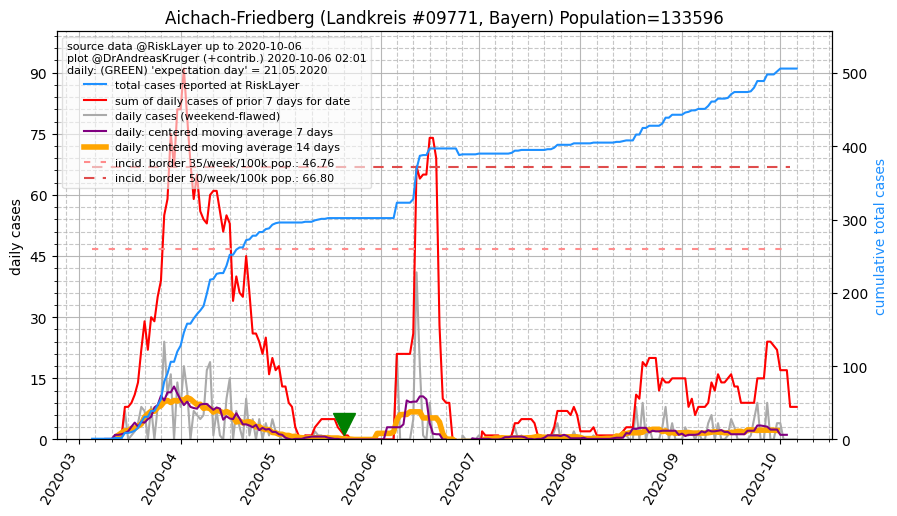 Aichach-Friedberg (Landkreis #09771, Bayern) Population=133596
source data @RiskLayer up to 2020-10-06
plot @DrAndreasKruger (+contrib.) 2020-10-06 02:01
daily: (GREEN) 'expectation day' = 21.05.2020
total cases reported at RiskLayer
sum of daily cases of prior 7 days for date
daily cases (weekend-flawed)
daily: centered moving average 7 days
daily: centered moving average 14 days
incid. border 35/week/100k pop.: 46.76
incid. border 50/week/100k pop.: 66.80
daily cases
90
75
60
45
30
15
0
cumulative total cases
500
400
300
200
100
0
2020-03
2020-04
2020-05
2020-06
2020-07
2020-08
2020-09
2020-10